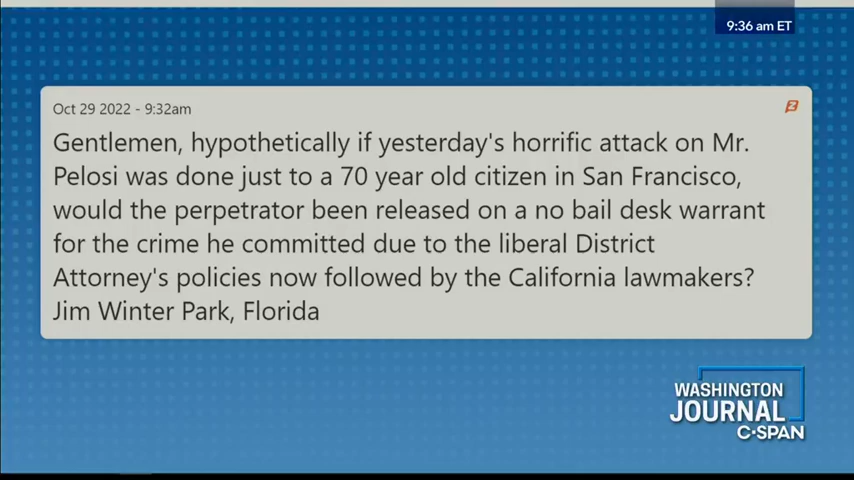 9:36 am ET
Oct 29 2022 - 9:32am
Gentlemen, hypothetically if yesterday's horrific attack on Mr.
Pelosi was done just to a 70 year old citizen in San Francisco,
would the perpetrator been released on a no bail desk warrant
for the crime he committed due to the liberal District
Attorney's policies now followed by the California lawmakers?
Jim Winter Park, Florida
WASHINGTON
JOURNAL
C-SPAN